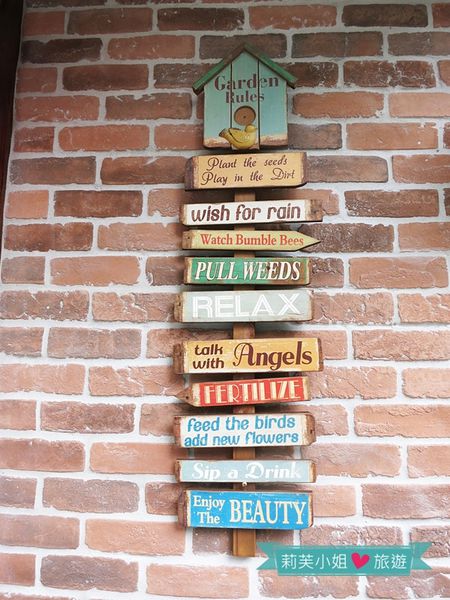 Garden
Rules
Plant the seed's
Play in the Dirt
wish for rain
Watch Bumble Bees
PULL WEEDS
RELAX
talk
with Angels
FERTILIZE
feed the birds
add new flowers
Sip a Drink
Enjoy
The BEAUTY
莉芙小姐❤旅遊